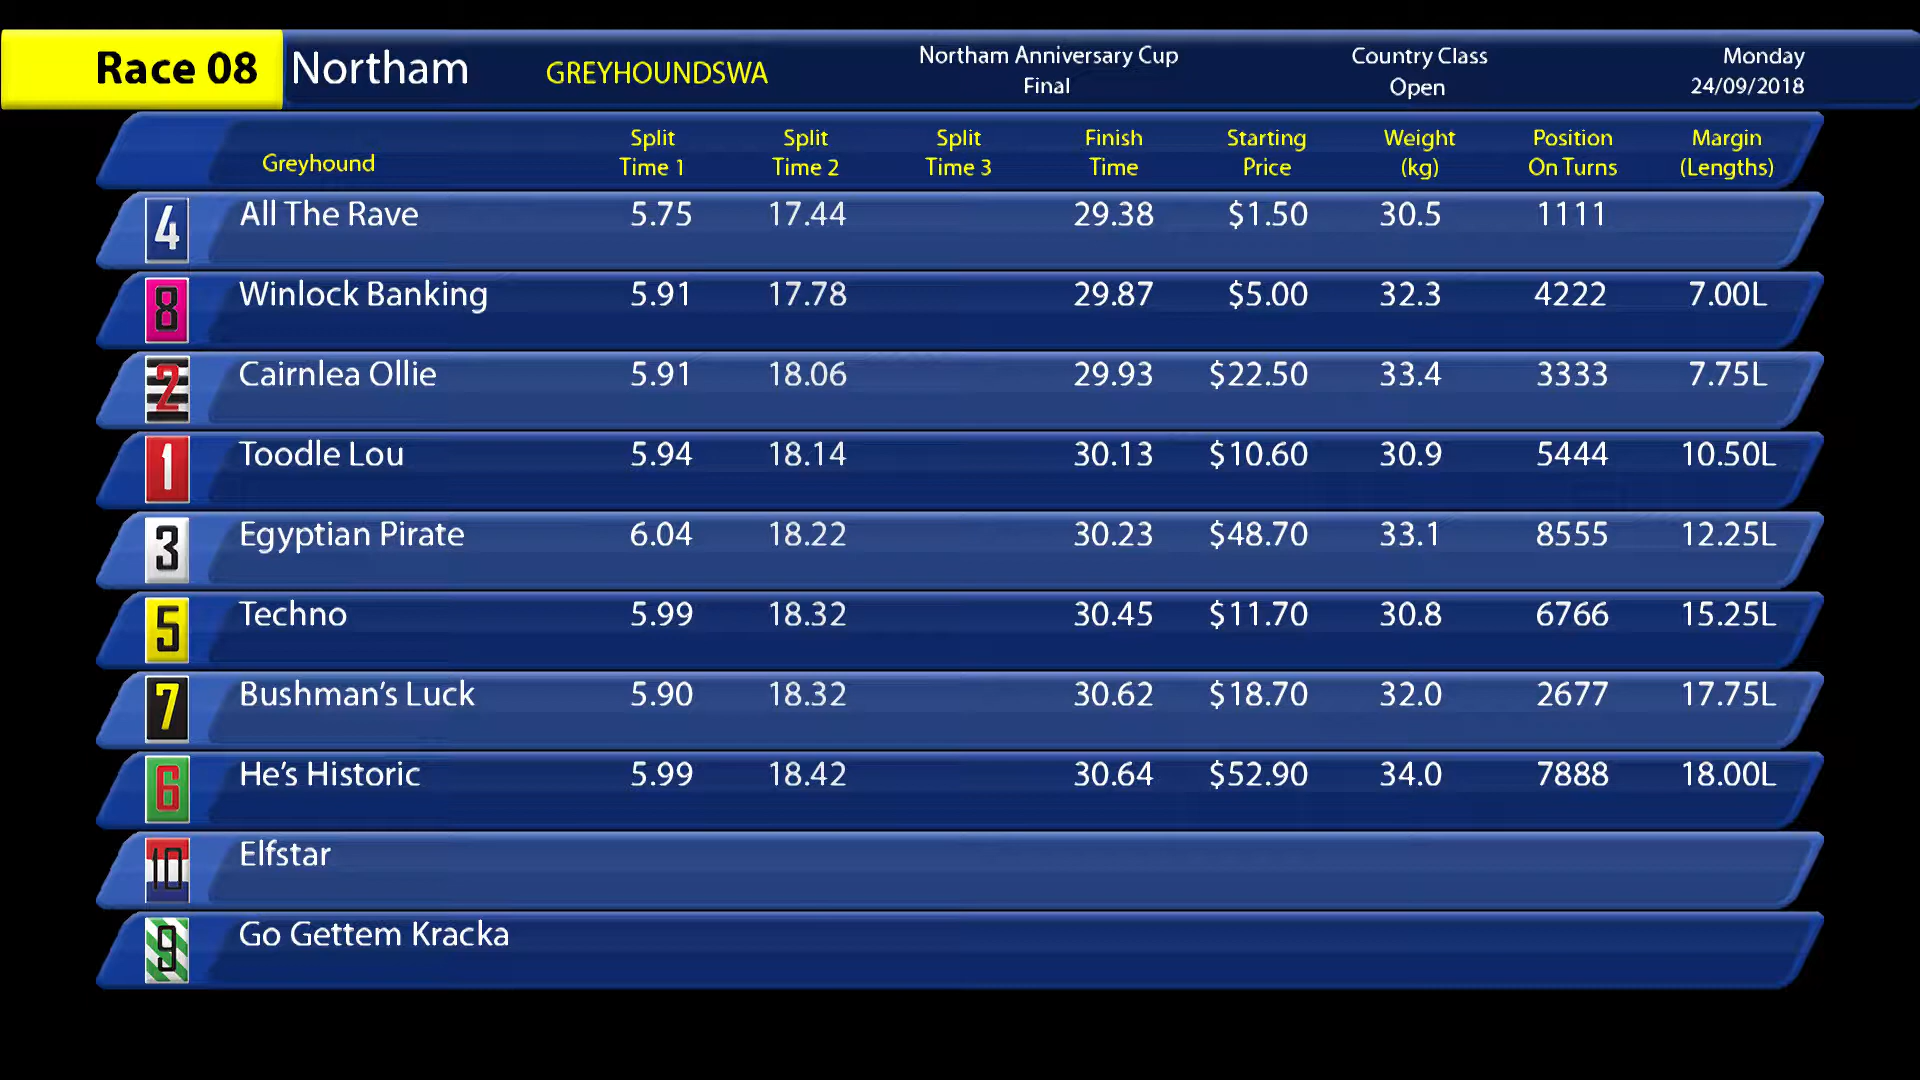 Race 08 Northam GREYHOUNDSWA Northam Anniversary Cup Country Class Monday
Final Open 24/09/2018
Split Split Split Finish Starting Weight Position Margin
Greyhound Time 1 Time 2 Time 3 Time Price (kg) On Turns (Lengths)
4 All The Rave 5.75 17.44 29.38 $1.50 30.5 1111
8 Winlock Banking 5.91 17.78 29.87 $5.00 32.3 4222 7.00L
2 Cairnlea Ollie 5.91 18.06 29.93 $22.50 33.4 3333 7.75L
1 Toodle Lou 5.94 18.14 30.13 $10.60 30.9 5444 10.50L
3 Egyptian Pirate 6.04 18.22 30.23 $48.70 33.1 8555 12.25L
5 Techno 5.99 18.32 30.45 $11.70 30.8 6766 15.25L
7 Bushman's Luck 5.90 18.32 30.62 $18.70 32.0 2677 17.75L
6 He's Historic 5.99 18.42 30.64 $52.90 34.0 7888 18.00L
10 Elfstar
9 Go Gettem Kracka